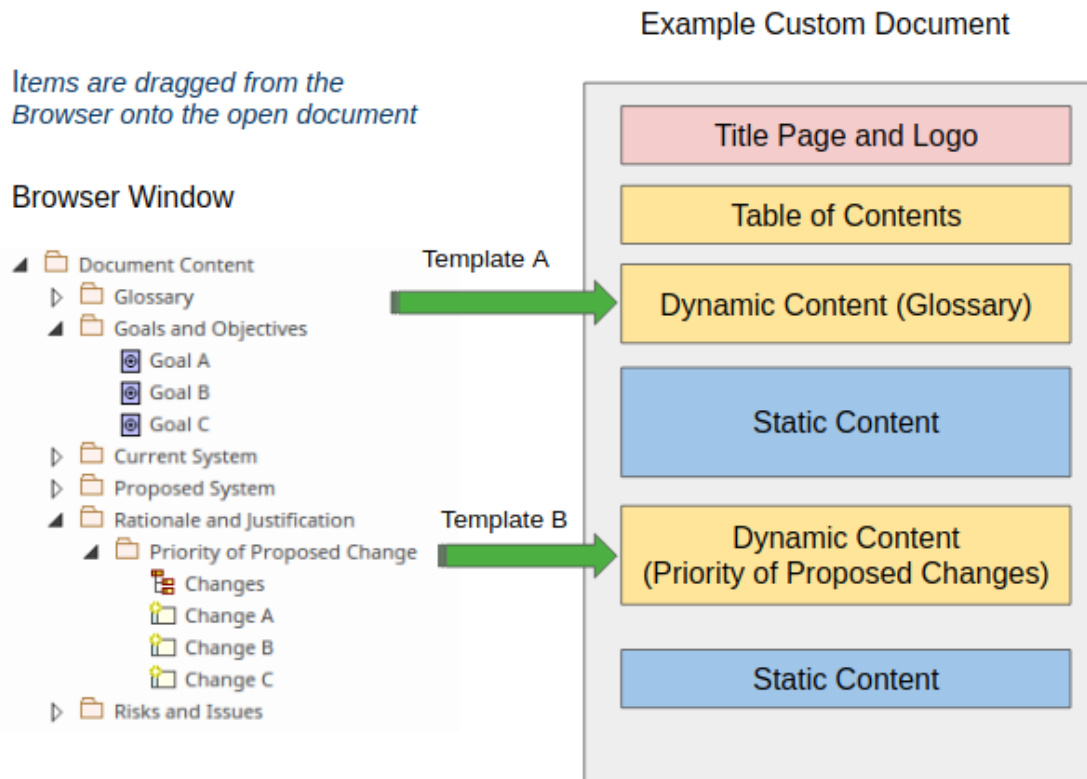 Example Custom Document
Items are dragged from the
Browser onto the open document
Browser Window
Document Content
Glossary
Goals and Objectives
Goal A
Goal B
Goal C
Current System
Proposed System
Rationale and Justification
Priority of Proposed Change
Changes
Change A
Change B
Change C
Risks and Issues
Template A
Template B
Title Page and Logo
Table of Contents
Dynamic Content (Glossary)
Static Content
Dynamic Content
(Priority of Proposed Changes)
Static Content